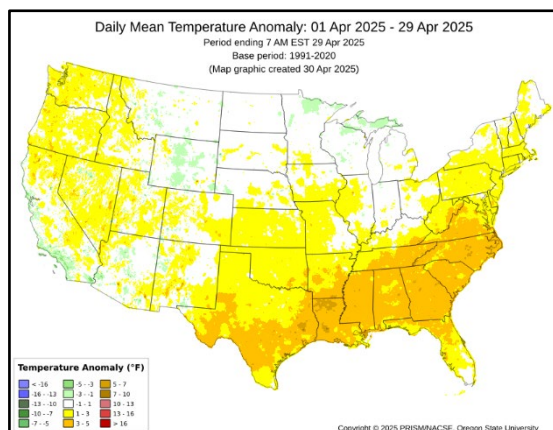 Daily Mean Temperature Anomaly: 01 Apr 2025 - 29 Apr 2025
Period ending 7 AM EST 29 Apr 2025
Base period: 1991-2020
(Map graphic created 30 Apr 2025)
Temperature Anomaly (°F)
< -16
-16 - -13
-13 - -10
-10 - -7
-7 - -5
-5 - -3
-3 - -1
-1 - 1
1 - 3
3 - 5
5 - 7
7 - 10
10 - 13
13 - 16
> 16
Copyright © 2025 PRISM/NACSE, Oregon State University